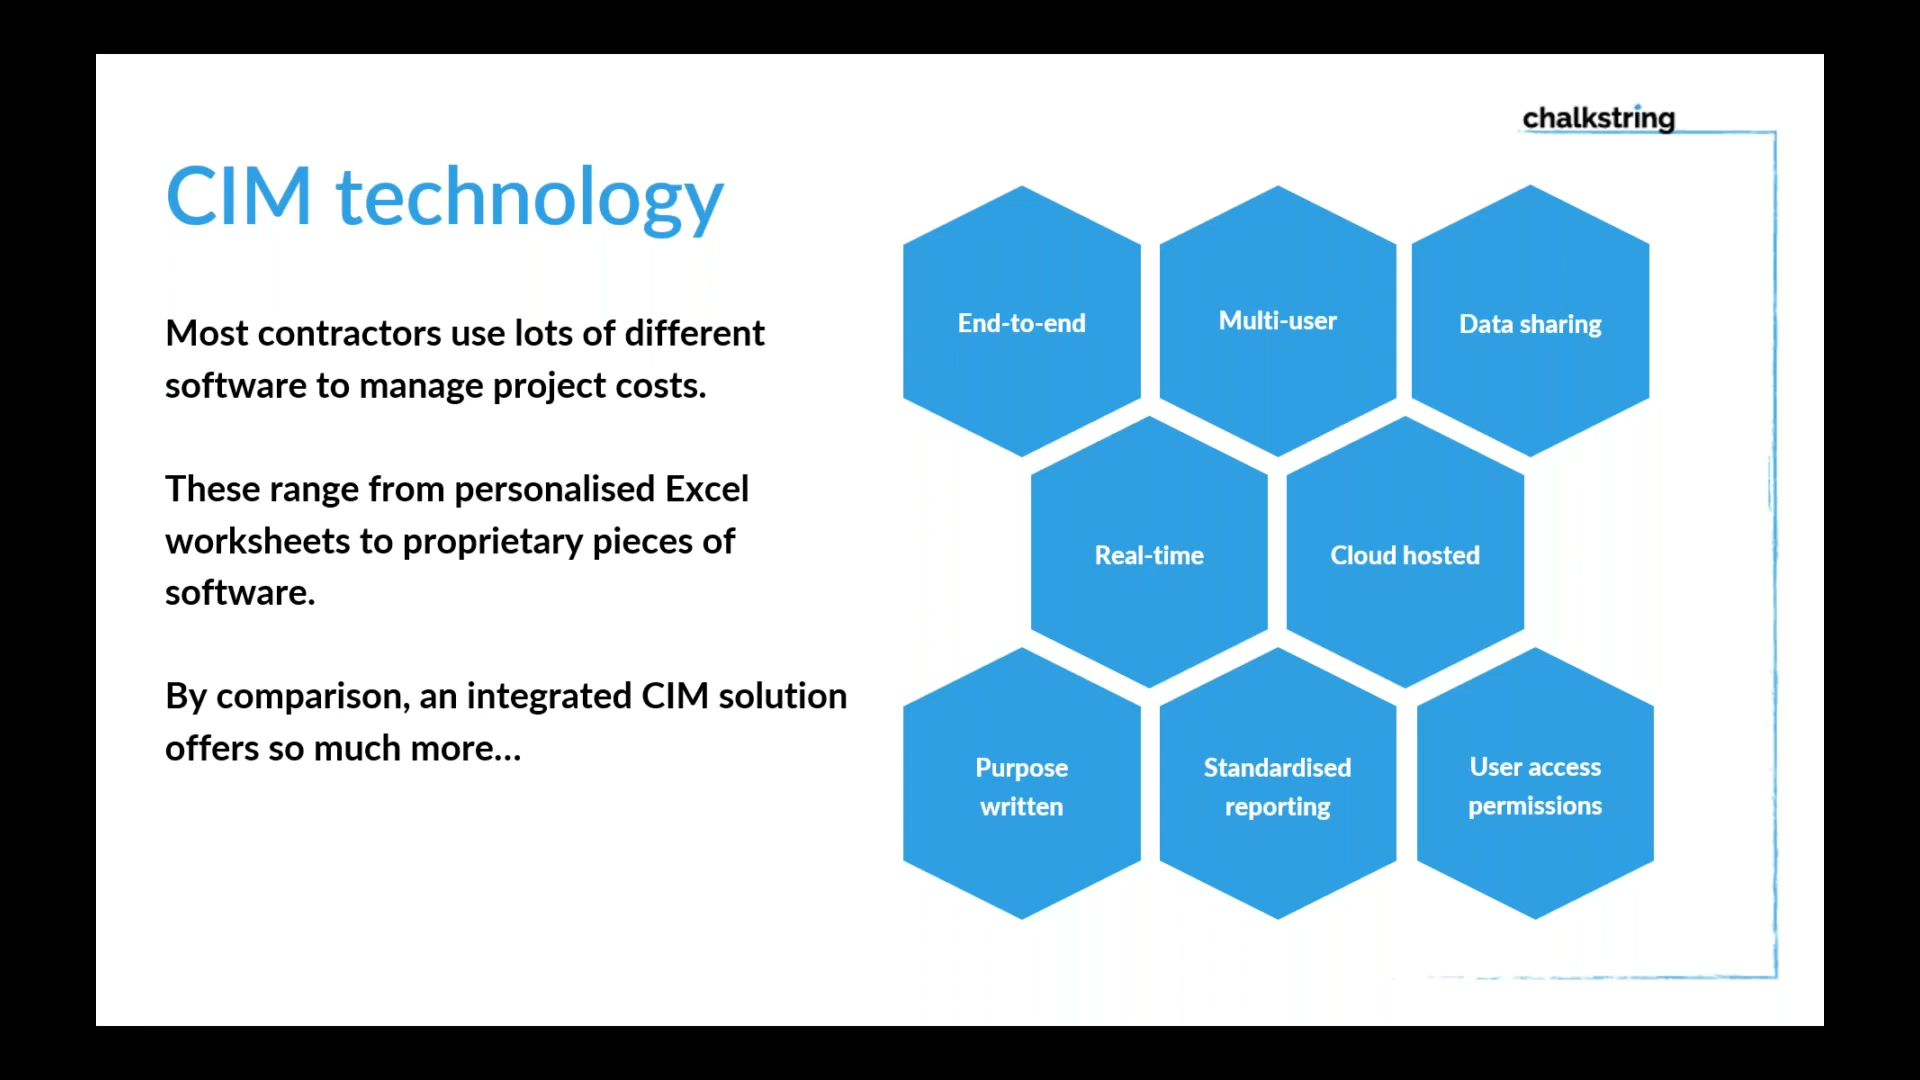 chalkstring
CIM technology
Most contractors use lots of different
software to manage project costs.
These range from personalised Excel
worksheets to proprietary pieces of
software.
By comparison, an integrated CIM solution
offers so much more...
End-to-end
Multi-user
Data sharing
Real-time
Cloud hosted
Purpose
written
Standardised
reporting
User access
permissions